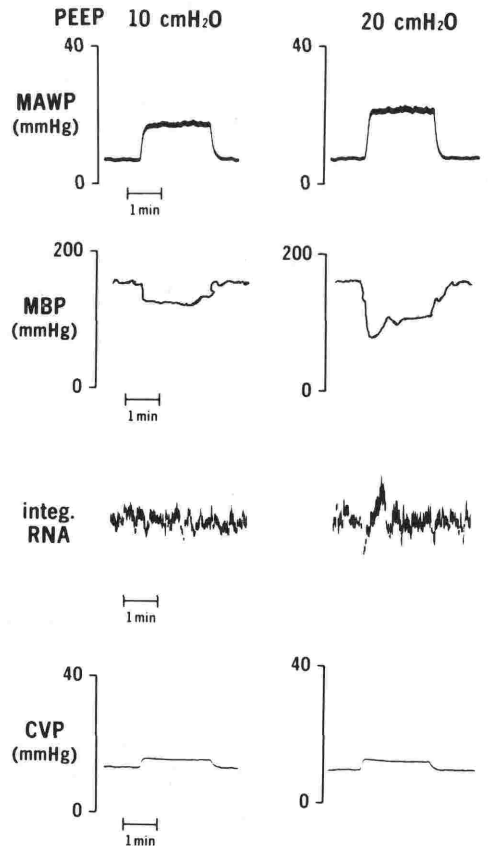 PEEP 10 cmH₂O 20 cmH₂O
40 40
MAWP
(mmHg)
0 0
1 min
200 200
MBP
(mmHg)
0 0
1 min
integ.
RNA
1 min
40 40
CVP
(mmHg)
0 0
1 min